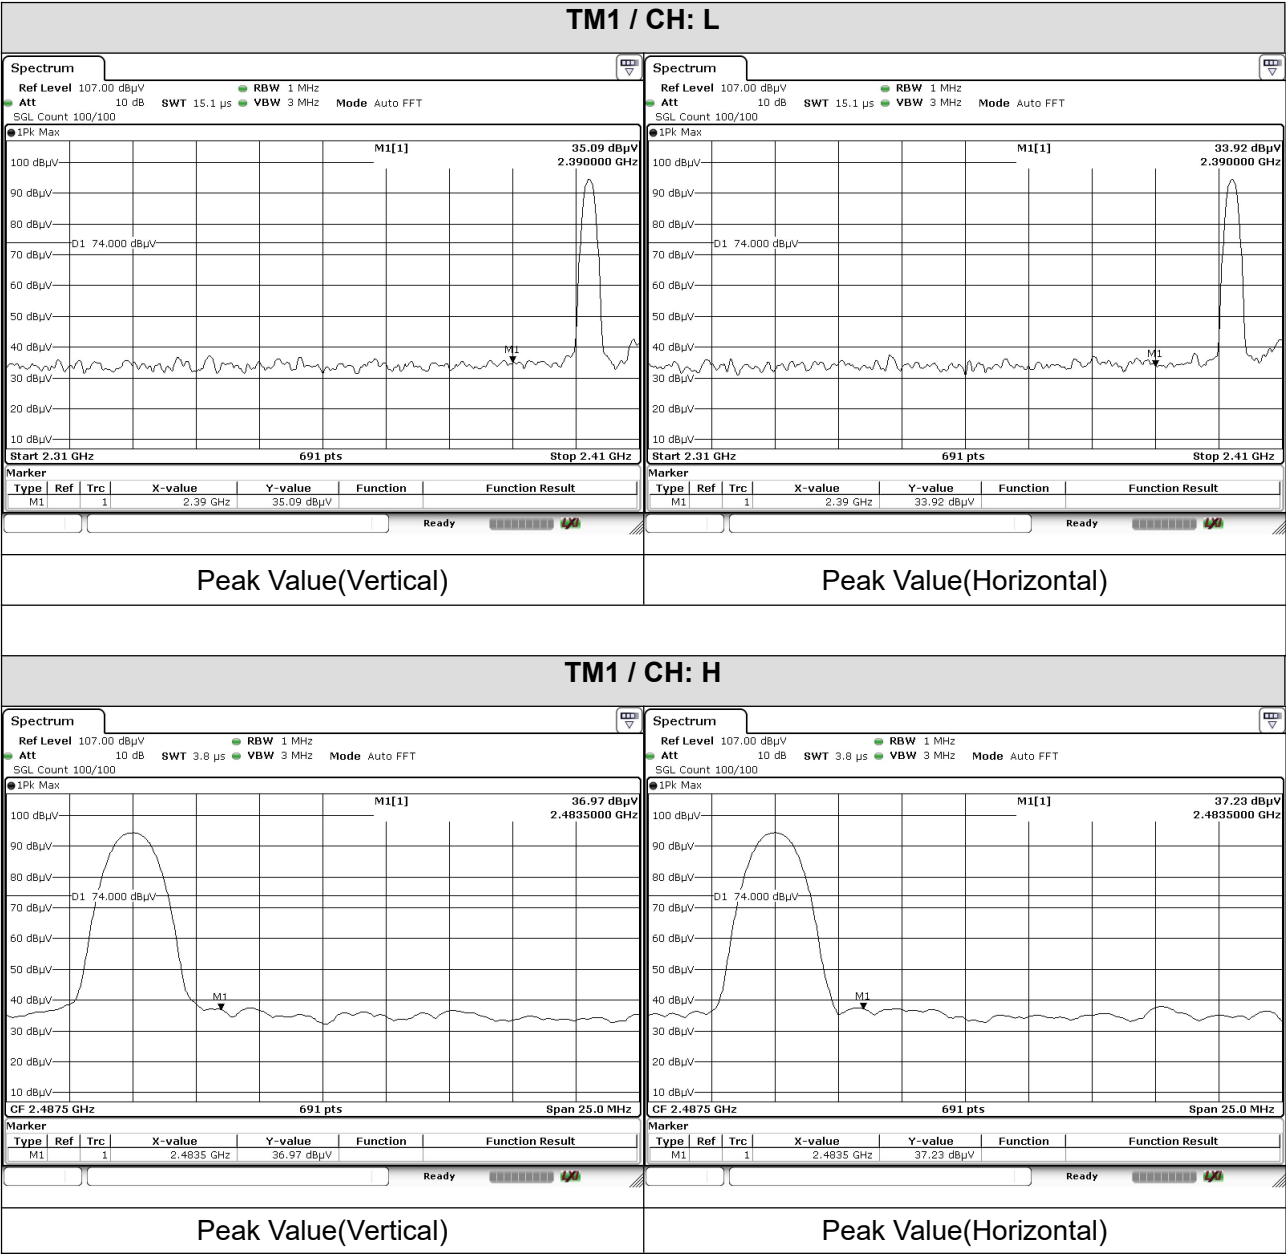 TM1 / CH: L
Spectrum
Ref Level 107.00 dBµV RBW 1 MHz
Att 10 dB SWT 15.1 µs VBW 3 MHz Mode Auto FFT
SGL Count 100/100
1Pk Max
M1[1] 35.09 dBµV
2.390000 GHz
100 dBµV
90 dBµV
80 dBµV
D1 74.000 dBµV
70 dBµV
60 dBµV
50 dBµV
40 dBµV
M1
30 dBµV
20 dBµV
10 dBµV
Start 2.31 GHz 691 pts Stop 2.41 GHz
Marker
Type Ref Trc X-value Y-value Function Function Result
M1 1 2.39 GHz 35.09 dBµV
Ready LXI
Peak Value(Vertical)
Spectrum
Ref Level 107.00 dBµV RBW 1 MHz
Att 10 dB SWT 15.1 µs VBW 3 MHz Mode Auto FFT
SGL Count 100/100
1Pk Max
M1[1] 33.92 dBµV
2.390000 GHz
100 dBµV
90 dBµV
80 dBµV
D1 74.000 dBµV
70 dBµV
60 dBµV
50 dBµV
40 dBµV
M1
30 dBµV
20 dBµV
10 dBµV
Start 2.31 GHz 691 pts Stop 2.41 GHz
Marker
Type Ref Trc X-value Y-value Function Function Result
M1 1 2.39 GHz 33.92 dBµV
Ready LXI
Peak Value(Horizontal)
TM1 / CH: H
Spectrum
Ref Level 107.00 dBµV RBW 1 MHz
Att 10 dB SWT 3.8 µs VBW 3 MHz Mode Auto FFT
SGL Count 100/100
1Pk Max
M1[1] 36.97 dBµV
2.4835000 GHz
100 dBµV
90 dBµV
80 dBµV
D1 74.000 dBµV
70 dBµV
60 dBµV
50 dBµV
40 dBµV
M1
30 dBµV
20 dBµV
10 dBµV
CF 2.4875 GHz 691 pts Span 25.0 MHz
Marker
Type Ref Trc X-value Y-value Function Function Result
M1 1 2.4835 GHz 36.97 dBµV
Ready LXI
Peak Value(Vertical)
Spectrum
Ref Level 107.00 dBµV RBW 1 MHz
Att 10 dB SWT 3.8 µs VBW 3 MHz Mode Auto FFT
SGL Count 100/100
1Pk Max
M1[1] 37.23 dBµV
2.4835000 GHz
100 dBµV
90 dBµV
80 dBµV
D1 74.000 dBµV
70 dBµV
60 dBµV
50 dBµV
40 dBµV
M1
30 dBµV
20 dBµV
10 dBµV
CF 2.4875 GHz 691 pts Span 25.0 MHz
Marker
Type Ref Trc X-value Y-value Function Function Result
M1 1 2.4835 GHz 37.23 dBµV
Ready LXI
Peak Value(Horizontal)